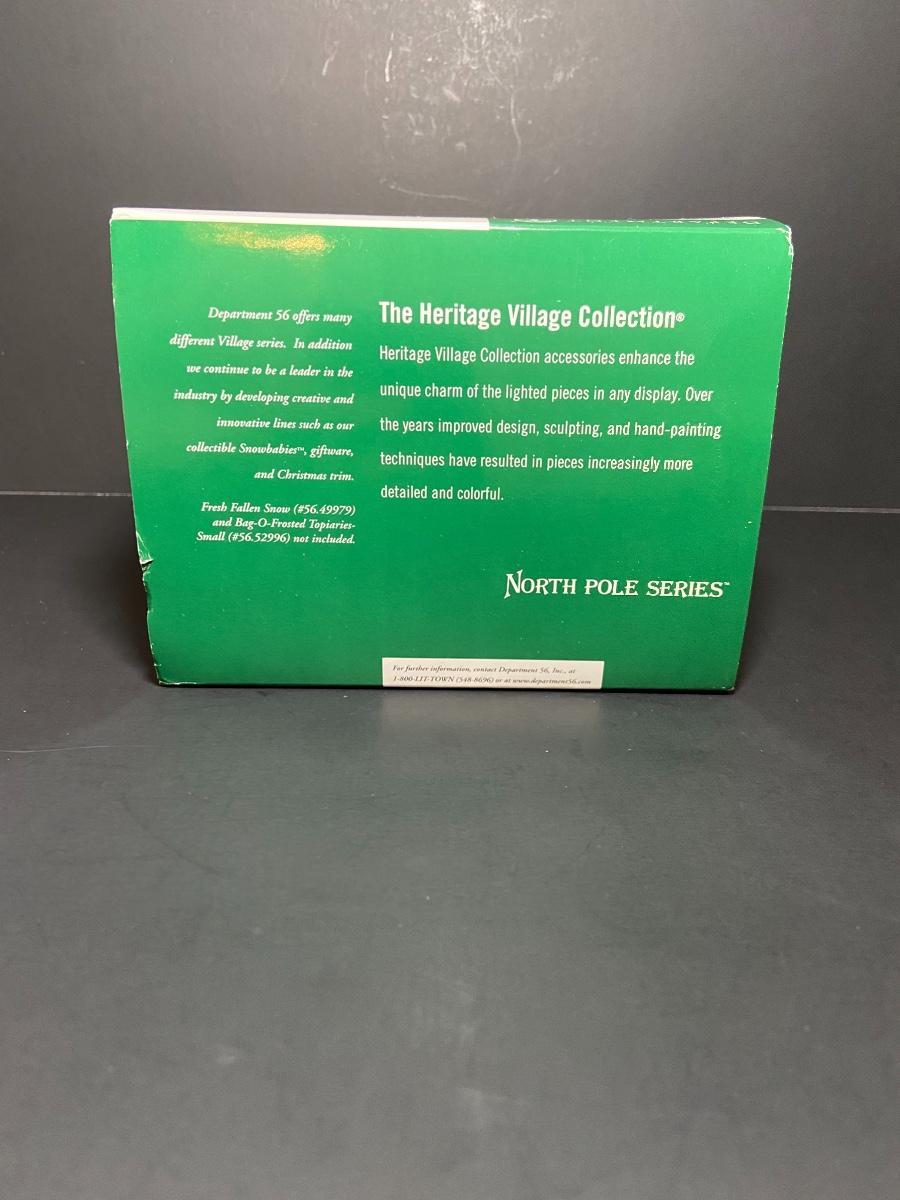 Department 56 offers many
different Village series. In addition
we continue to be a leader in the
industry by developing creative and
innovative lines such as our
collectible Snowbabies™, giftware,
and Christmas trim.
Fresh Fallen Snow (#56.49979)
and Bag-O-Frosted Topiaries-
Small (#56.52996) not included.
The Heritage Village Collection®
Heritage Village Collection accessories enhance the
unique charm of the lighted pieces in any display. Over
the years improved design, sculpting, and hand-painting
techniques have resulted in pieces increasingly more
detailed and colorful.
NORTH POLE SERIES™
For further information, contact Department 56, Inc., at
1-800-LIT-TOWN (548-8696) or at www.department56.com